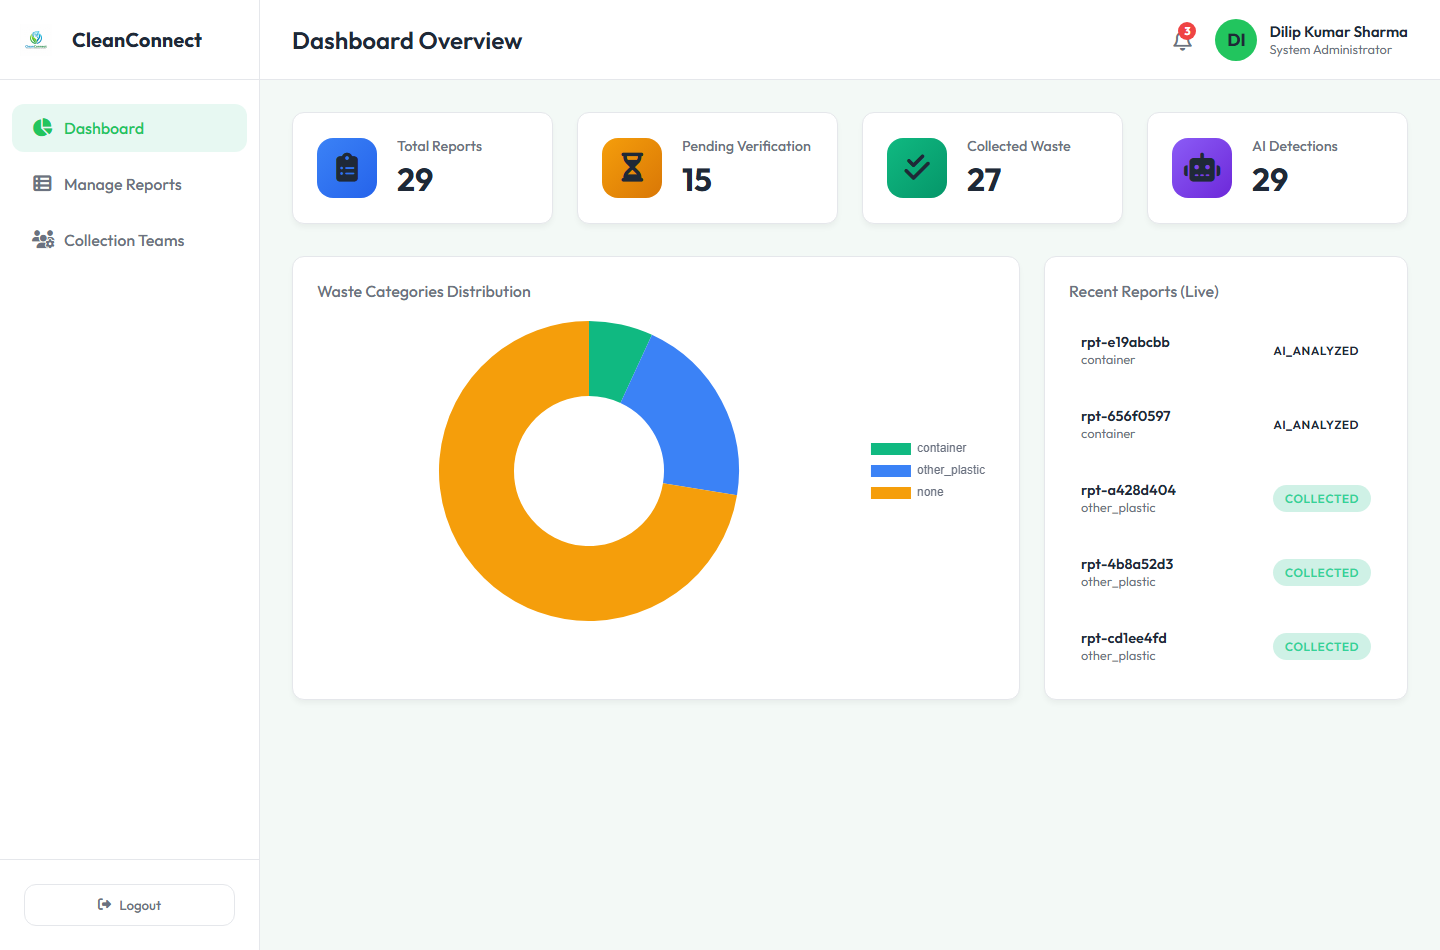 CleanConnect
Dashboard Overview
3
DI
Dilip Kumar Sharma
System Administrator
Dashboard
Manage Reports
Collection Teams
Logout
Total Reports
29
Pending Verification
15
Collected Waste
27
AI Detections
29
Waste Categories Distribution
container
other_plastic
none
Recent Reports (Live)
rpt-e19abcbb
container
AI_ANALYZED
rpt-656f0597
container
AI_ANALYZED
rpt-a428d404
other_plastic
COLLECTED
rpt-4b8a52d3
other_plastic
COLLECTED
rpt-cd1ee4fd
other_plastic
COLLECTED